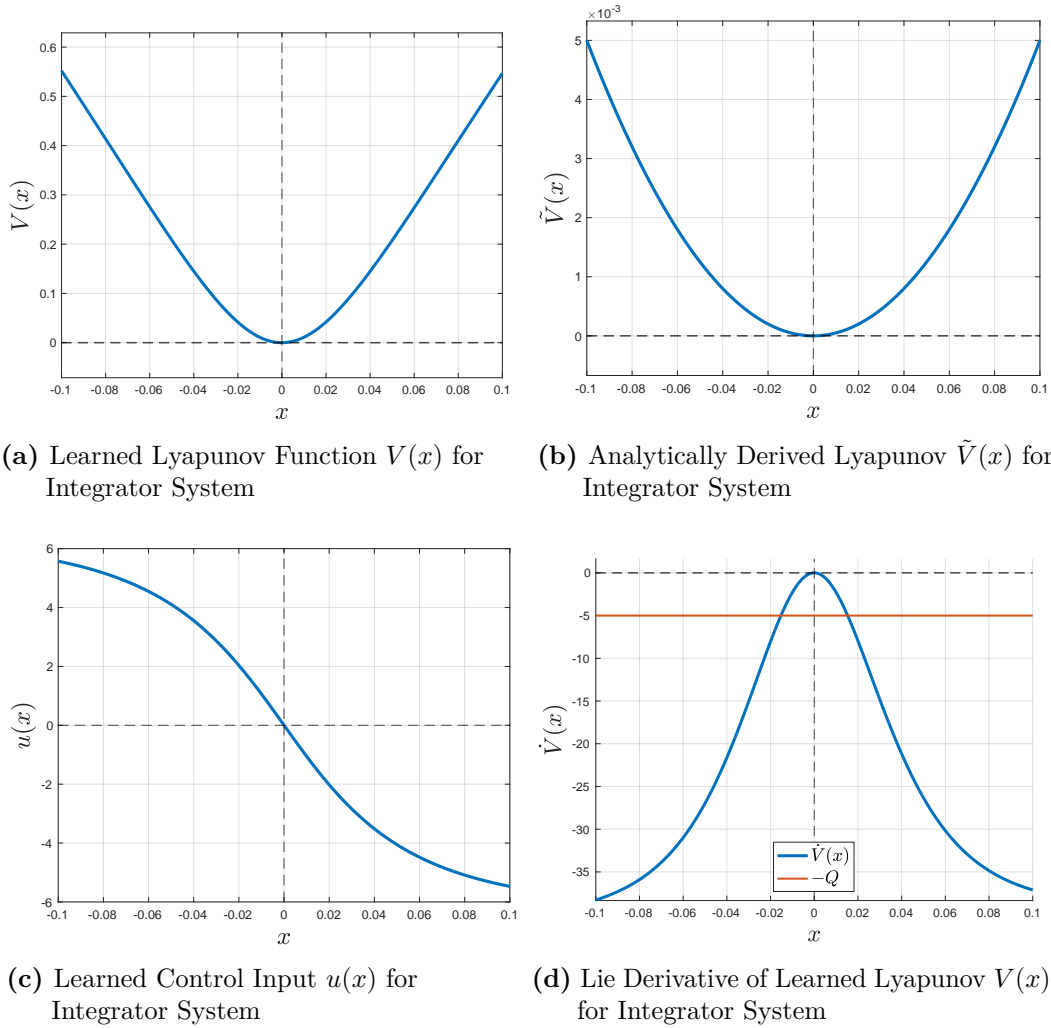 0.6
0.5
0.4
0.3
0.2
0.1
0
V(x)
-0.1 -0.08 -0.06 -0.04 -0.02 0 0.02 0.04 0.06 0.08 0.1
x
×10⁻³
5
4
3
2
1
0
Ṽ(x)
-0.1 -0.08 -0.06 -0.04 -0.02 0 0.02 0.04 0.06 0.08 0.1
x
(a) Learned Lyapunov Function V(x) for
Integrator System
(b) Analytically Derived Lyapunov Ṽ(x) for
Integrator System
6
4
2
0
-2
-4
-6
u(x)
-0.1 -0.08 -0.06 -0.04 -0.02 0 0.02 0.04 0.06 0.08 0.1
x
0
-5
-10
-15
-20
-25
-30
-35
V̇(x)
V̇(x)
−Q
-0.1 -0.08 -0.06 -0.04 -0.02 0 0.02 0.04 0.06 0.08 0.1
x
(c) Learned Control Input u(x) for
Integrator System
(d) Lie Derivative of Learned Lyapunov V(x)
for Integrator System